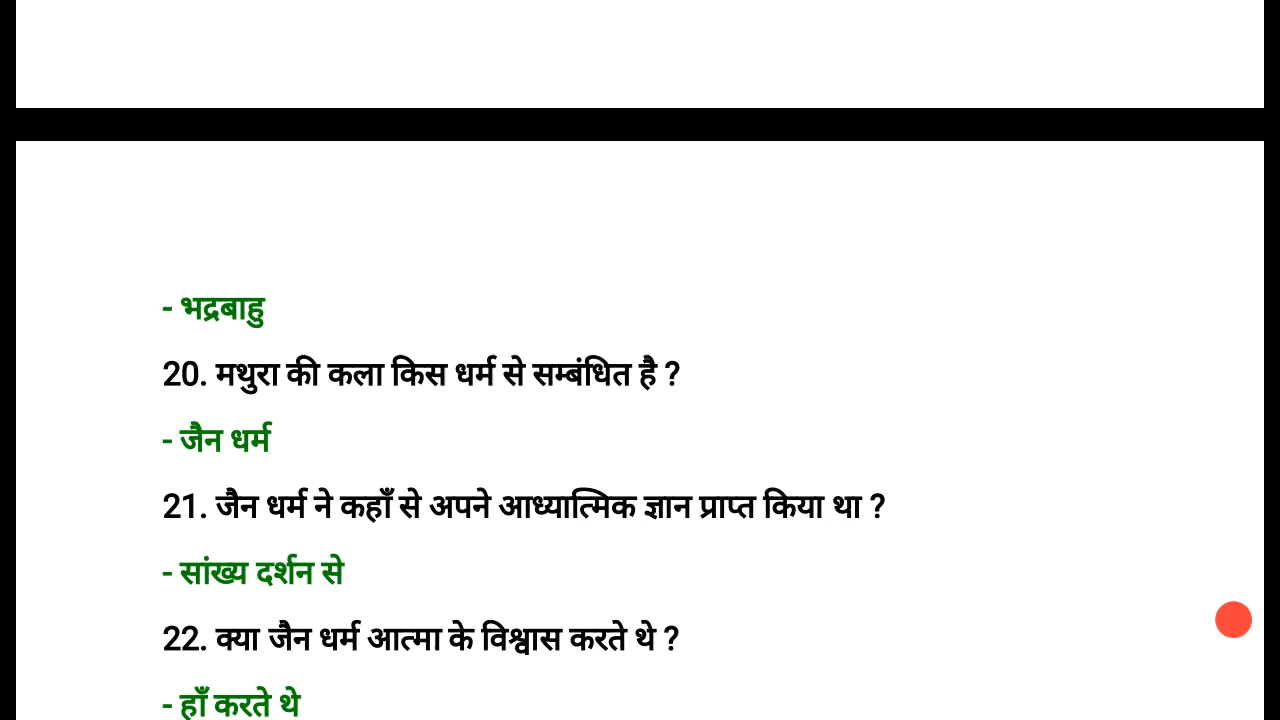 - भद्रबाहु
20. मथुरा की कला किस धर्म से सम्बंधित है ?
- जैन धर्म
21. जैन धर्म ने कहाँ से अपने आध्यात्मिक ज्ञान प्राप्त किया था ?
- सांख्य दर्शन से
22. क्या जैन धर्म आत्मा के विश्वास करते थे ?
- हाँ करते थे